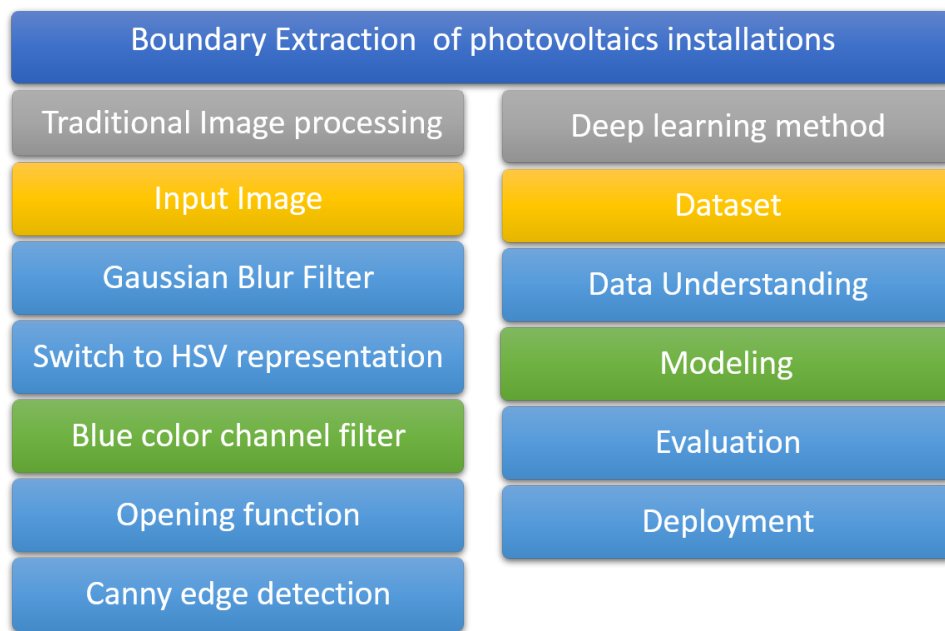 Boundary Extraction  of photovoltaics installations
Traditional Image processing
Input Image
Gaussian Blur Filter
Switch to HSV representation
Blue color channel filter
Opening function
Canny edge detection
Deep learning method
Dataset
Data Understanding
Modeling
Evaluation
Deployment